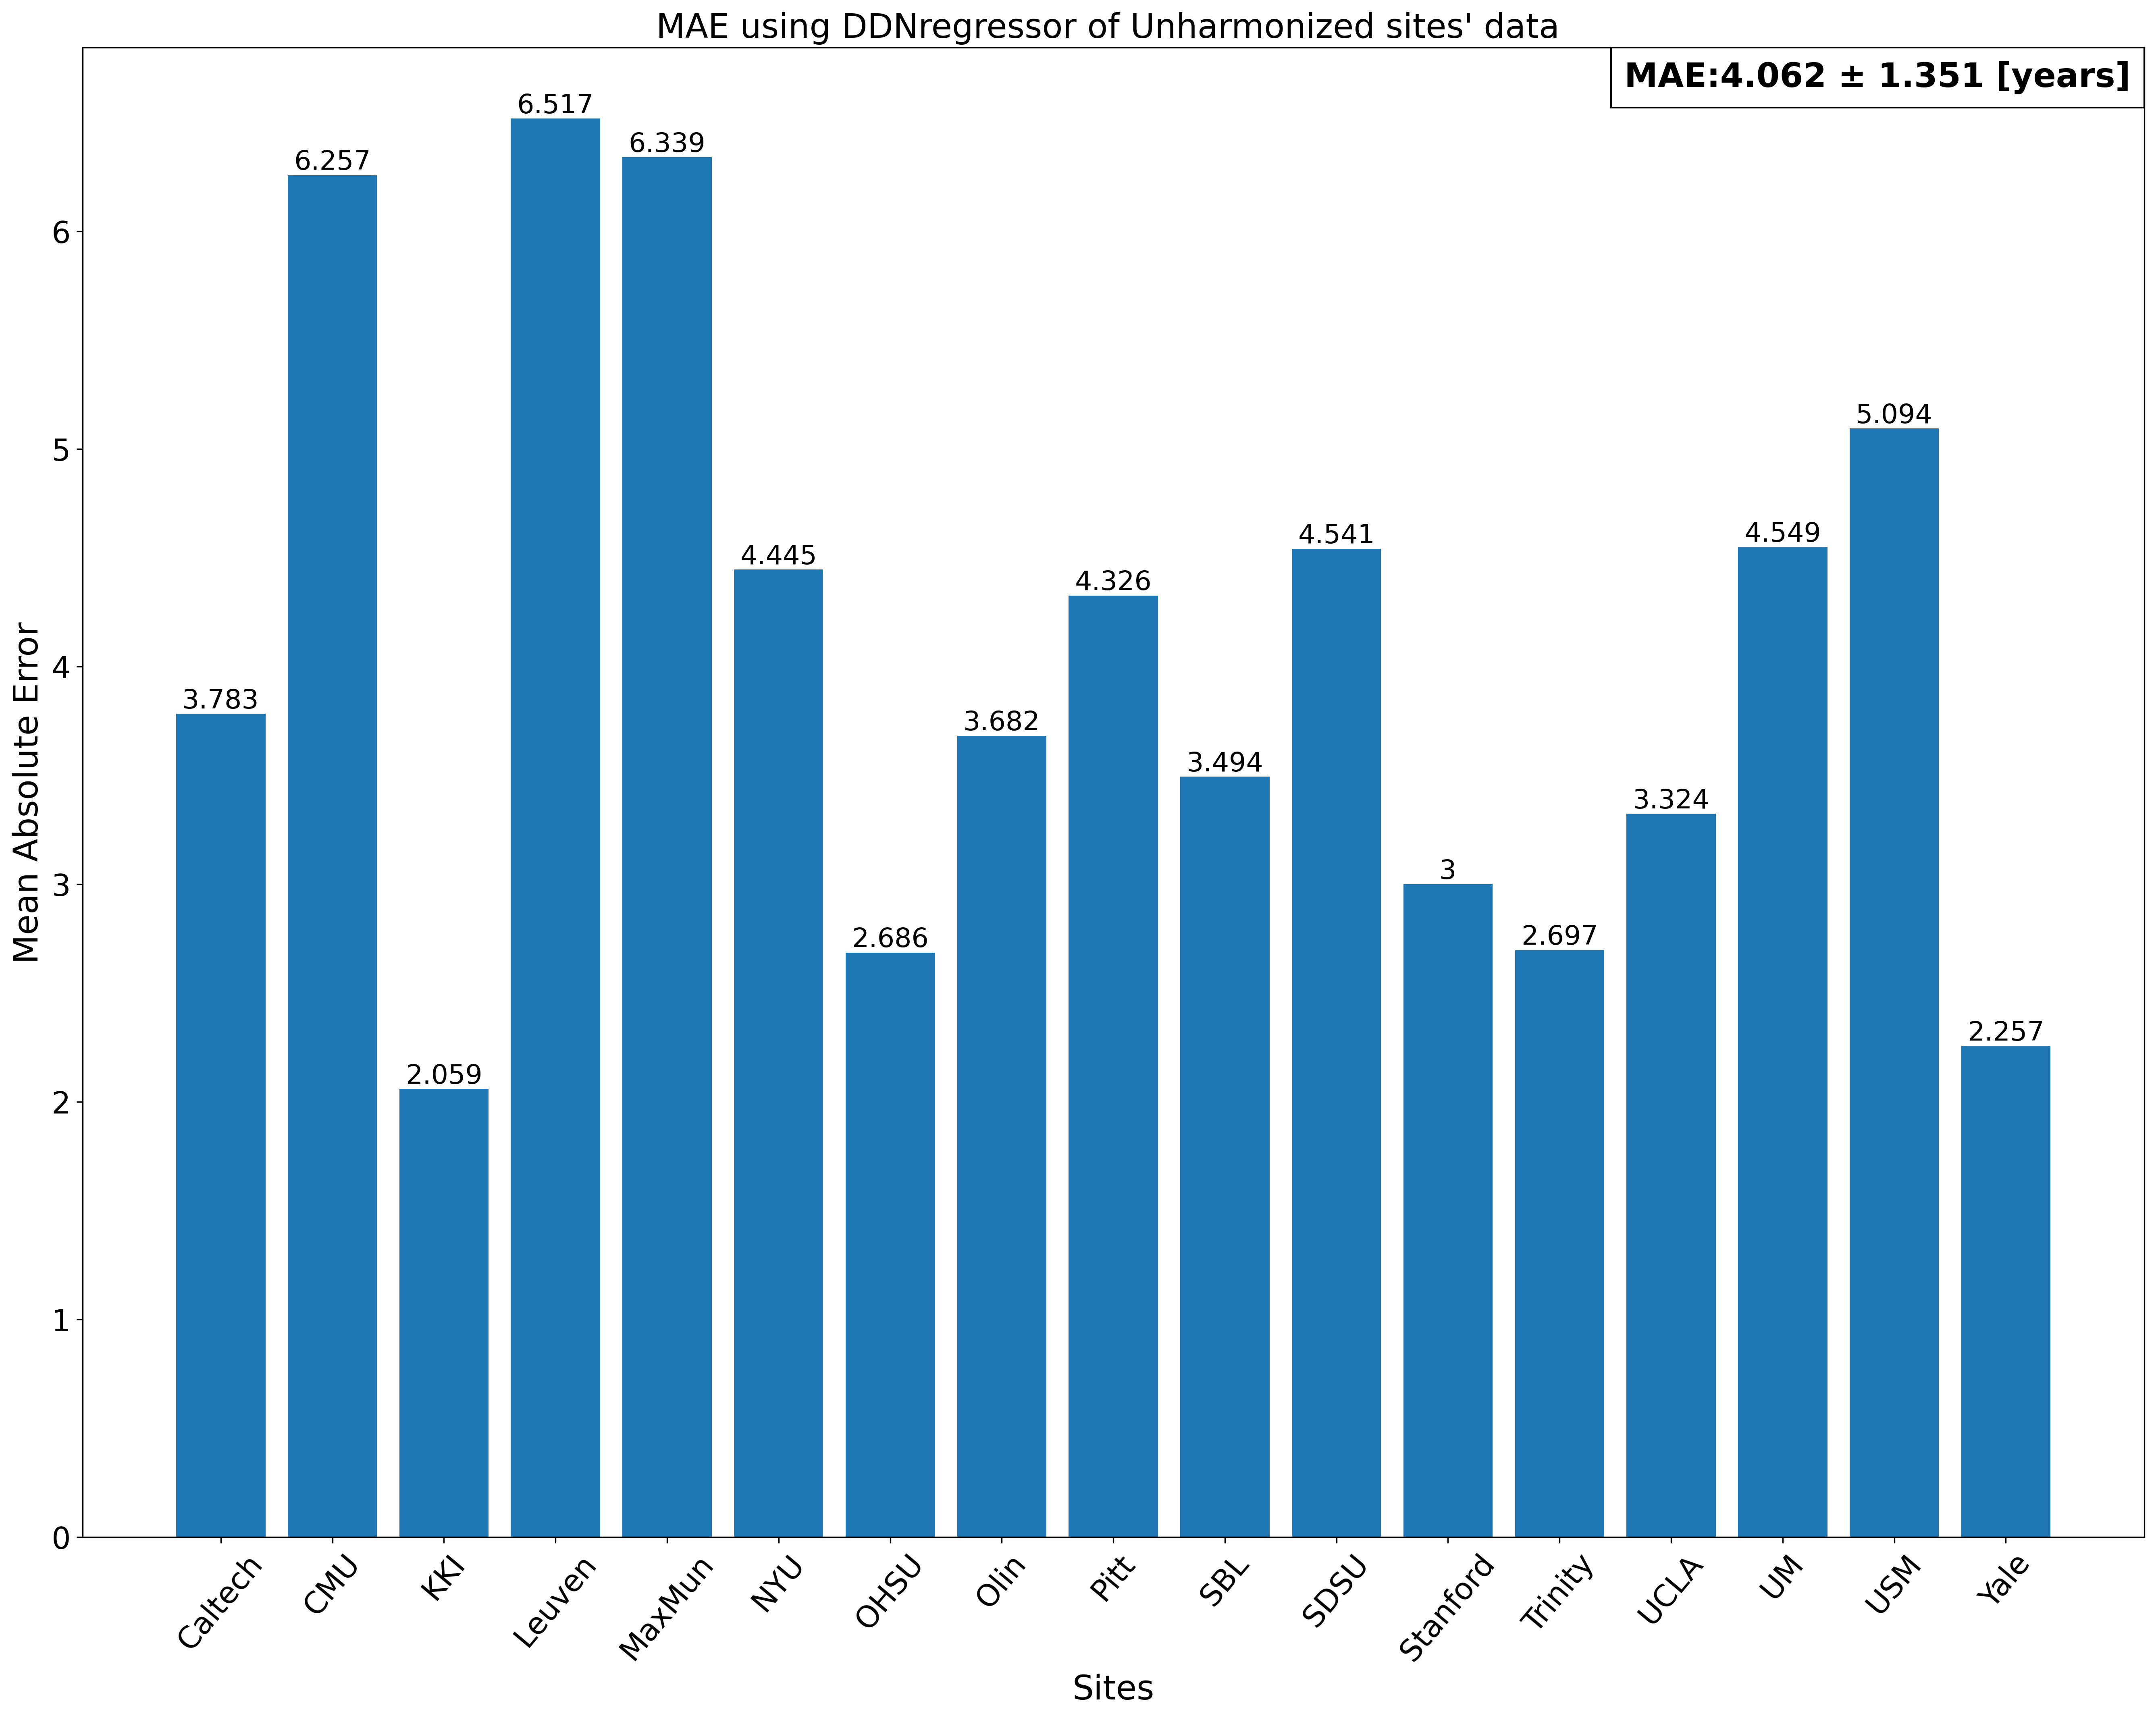 MAE using DDNregressor of Unharmonized sites' data
MAE:4.062 ± 1.351 [years]
6.517
6.339
6.257
6
5.094
5
4.549
4.541
4.445
4.326
4
3.783
3.682
3.494
3.324
3
3
2.697
2.686
2.257
2.059
2
1
0
Mean Absolute Error
Caltech
CMU
KKI
Leuven
MaxMun
NYU
OHSU
Olin
Pitt
SBL
SDSU
Stanford
Trinity
UCLA
UM
USM
Yale
Sites